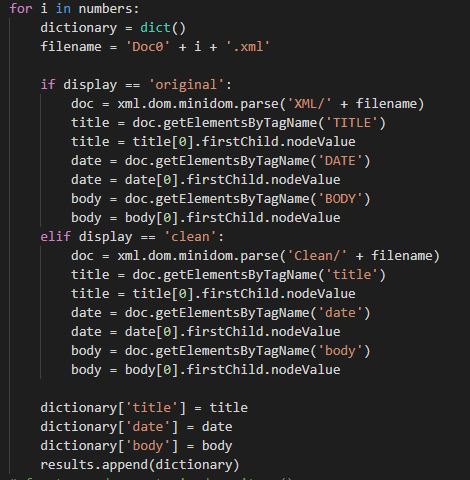 for i in numbers:
    dictionary = dict()
    filename = 'Doc0' + i + '.xml'

    if display == 'original':
        doc = xml.dom.minidom.parse('XML/' + filename)
        title = doc.getElementsByTagName('TITLE')
        title = title[0].firstChild.nodeValue
        date = doc.getElementsByTagName('DATE')
        date = date[0].firstChild.nodeValue
        body = doc.getElementsByTagName('BODY')
        body = body[0].firstChild.nodeValue
    elif display == 'clean':
        doc = xml.dom.minidom.parse('Clean/' + filename)
        title = doc.getElementsByTagName('title')
        title = title[0].firstChild.nodeValue
        date = doc.getElementsByTagName('date')
        date = date[0].firstChild.nodeValue
        body = doc.getElementsByTagName('body')
        body = body[0].firstChild.nodeValue

    dictionary['title'] = title
    dictionary['date'] = date
    dictionary['body'] = body
    results.append(dictionary)